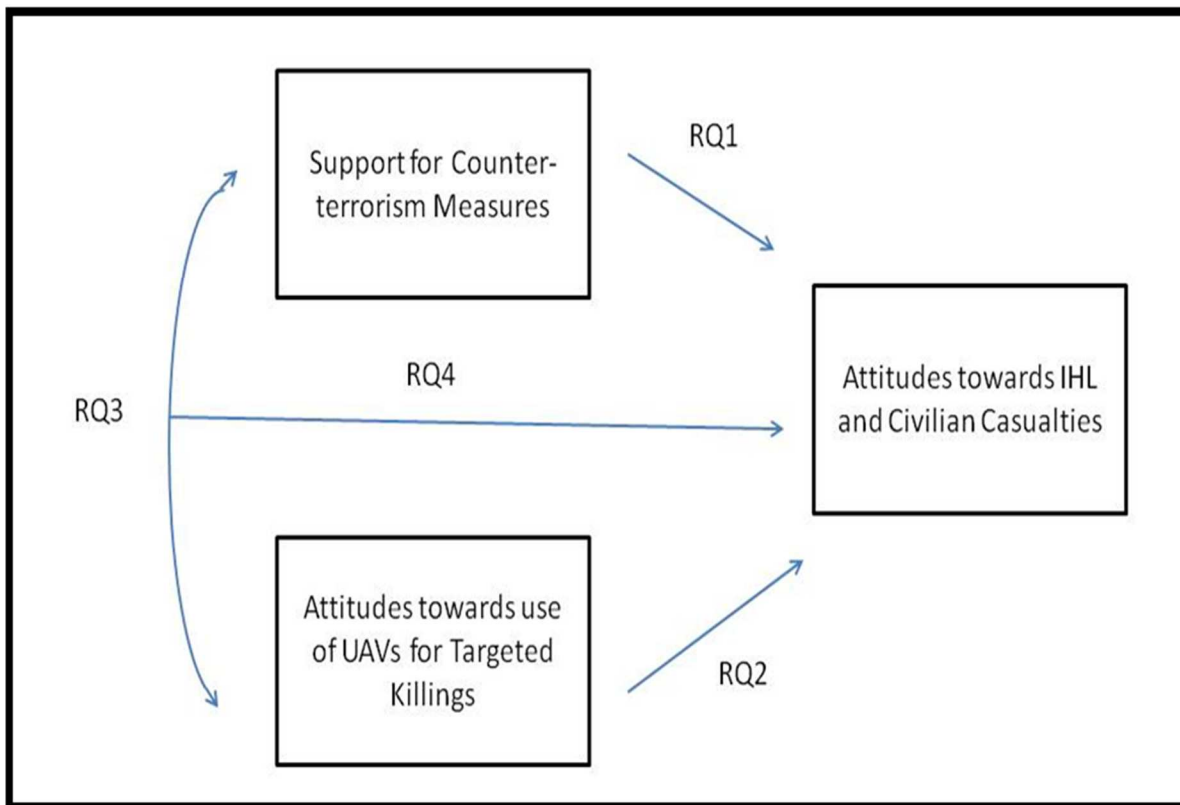 Support for Counter-
terrorism Measures
RQ1
RQ4
RQ3
Attitudes towards IHL
and Civilian Casualties
Attitudes towards use
of UAVs for Targeted
Killings
RQ2